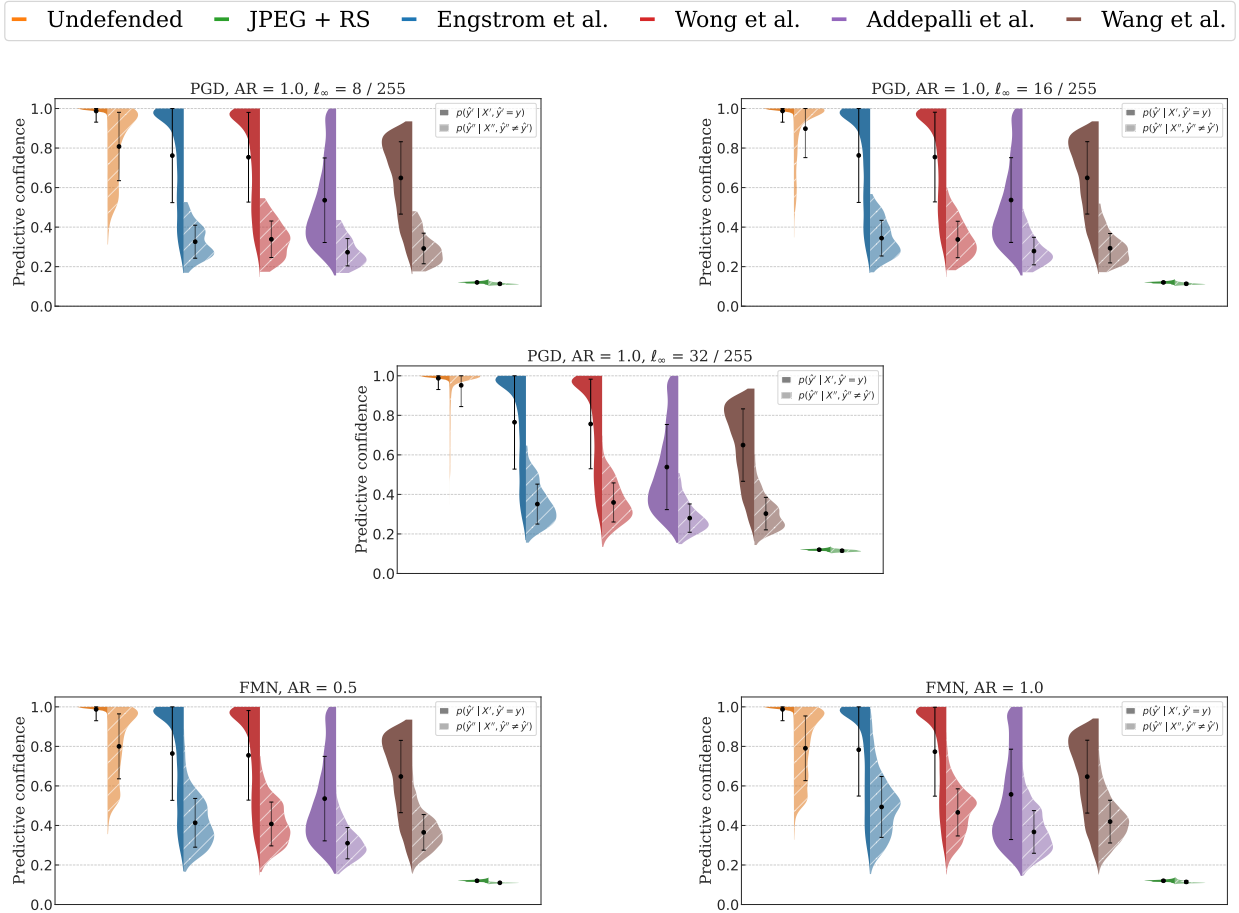 Undefended JPEG + RS Engstrom et al. Wong et al. Addepalli et al. Wang et al.
PGD, AR = 1.0, ℓ∞ = 8 / 255
Predictive confidence
1.0
0.8
0.6
0.4
0.2
0.0
p(ŷ' | X', ŷ' = y)
p(ŷ'' | X'', ŷ'' ≠ ŷ')
PGD, AR = 1.0, ℓ∞ = 16 / 255
Predictive confidence
1.0
0.8
0.6
0.4
0.2
0.0
p(ŷ' | X', ŷ' = y)
p(ŷ'' | X'', ŷ'' ≠ ŷ')
PGD, AR = 1.0, ℓ∞ = 32 / 255
Predictive confidence
1.0
0.8
0.6
0.4
0.2
0.0
p(ŷ' | X', ŷ' = y)
p(ŷ'' | X'', ŷ'' ≠ ŷ')
FMN, AR = 0.5
Predictive confidence
1.0
0.8
0.6
0.4
0.2
0.0
p(ŷ' | X', ŷ' = y)
p(ŷ'' | X'', ŷ'' ≠ ŷ')
FMN, AR = 1.0
Predictive confidence
1.0
0.8
0.6
0.4
0.2
0.0
p(ŷ' | X', ŷ' = y)
p(ŷ'' | X'', ŷ'' ≠ ŷ')